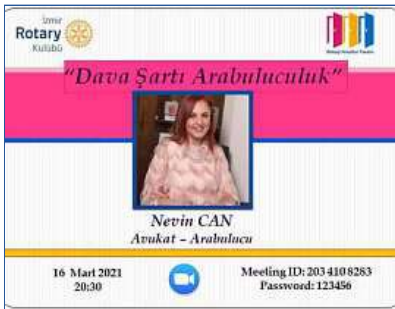 İzmir
Rotary
Kulübü
"Dava Şartı Arabuluculuk"
Nevin CAN
Avukat – Arabulucu
16 Mart 2021
20:30
Meeting ID: 203 410 8283
Password: 123456